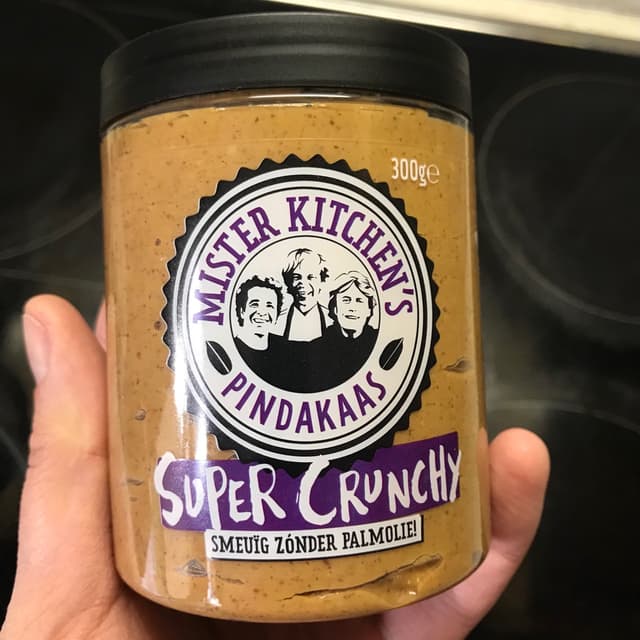 300g℮
MISTER KITCHEN'S
PINDAKAAS
SUPER CRUNCHY
SMEUÏG ZÓNDER PALMOLIE!